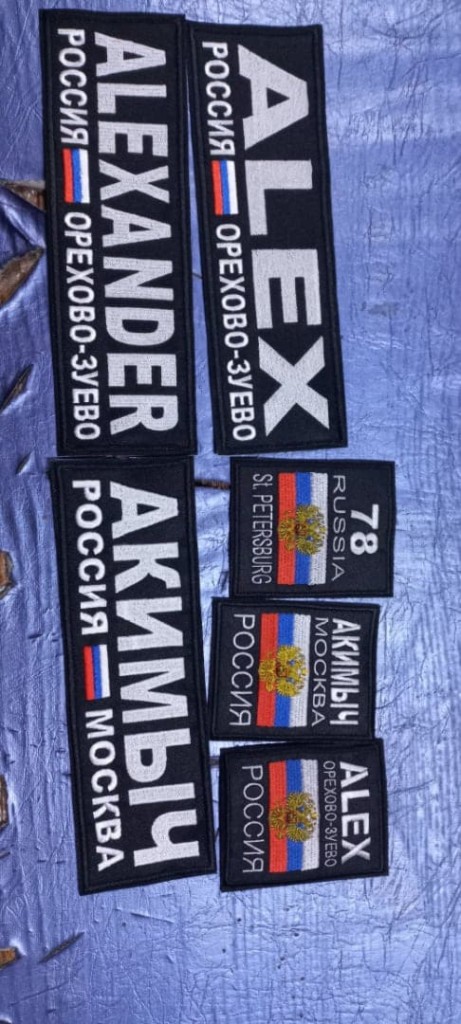 ALEX
РОССИЯ ОРЕХОВО-ЗУЕВО
ALEXANDER
РОССИЯ ОРЕХОВО-ЗУЕВО
78
RUSSIA
St. PETERSBURG
АКИМЫЧ
МОСКВА
РОССИЯ
ALEX
ОРЕХОВО-ЗУЕВО
РОССИЯ
АКИМЫЧ
РОССИЯ МОСКВА